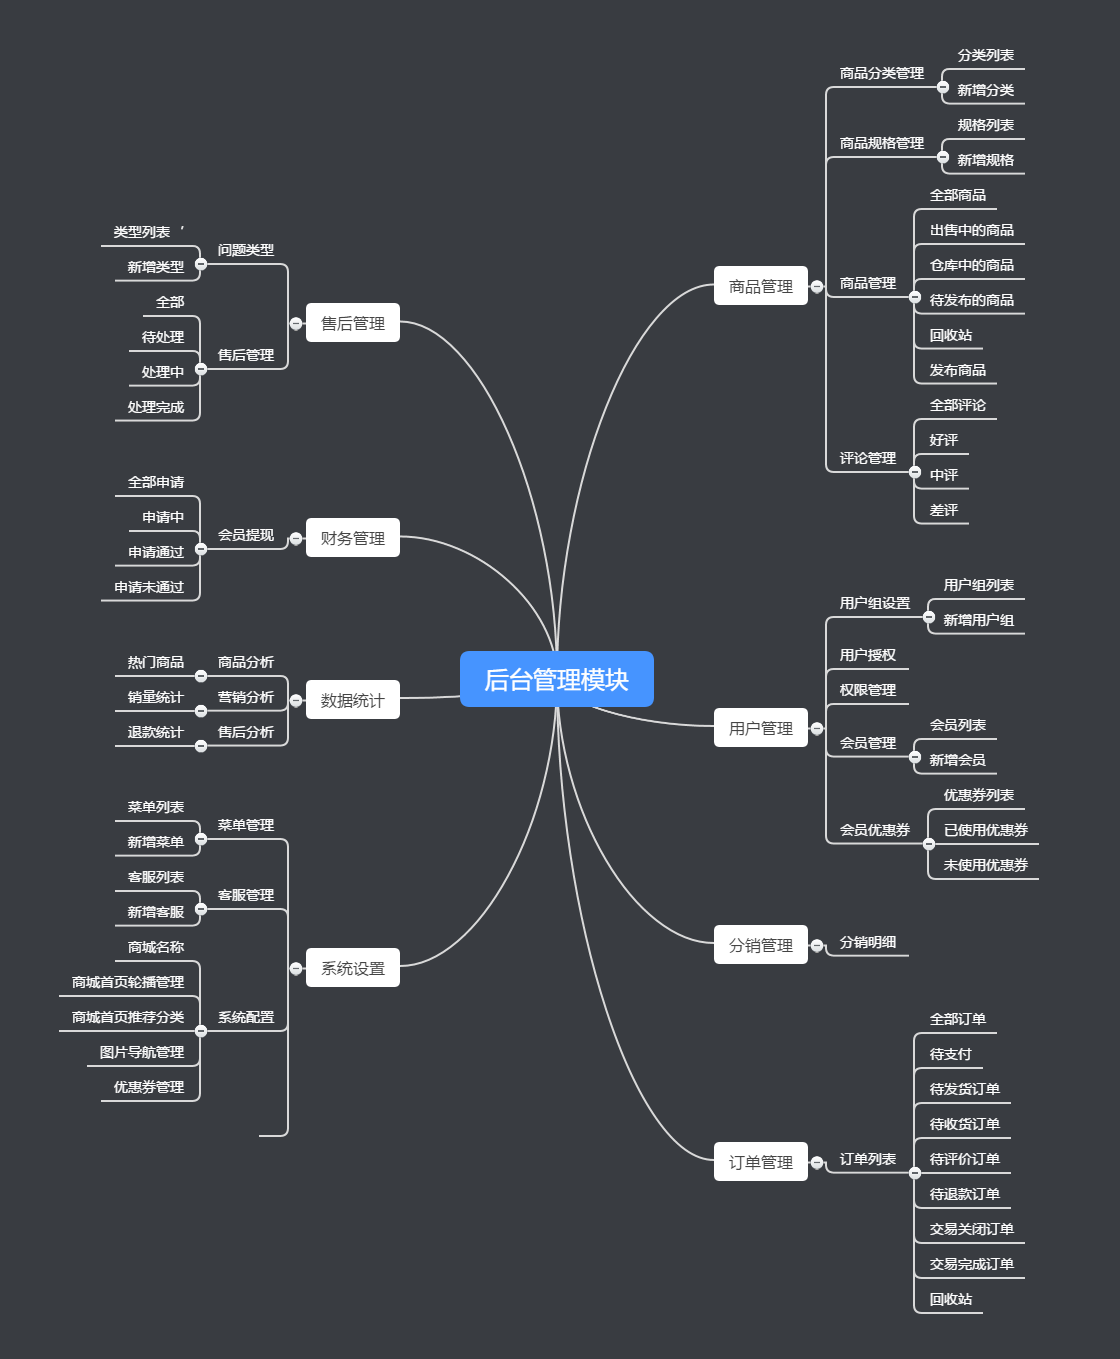 后台管理模块
商品管理
商品分类管理
分类列表
新增分类
商品规格管理
规格列表
新增规格
商品管理
全部商品
出售中的商品
仓库中的商品
待发布的商品
回收站
发布商品
评论管理
全部评论
好评
中评
差评
用户管理
用户组设置
用户组列表
新增用户组
用户授权
权限管理
会员管理
会员列表
新增会员
会员优惠券
优惠券列表
已使用优惠券
未使用优惠券
分销管理
分销明细
订单管理
订单列表
全部订单
待支付
待发货订单
待收货订单
待评价订单
待退款订单
交易关闭订单
交易完成订单
回收站
售后管理
问题类型
类型列表
新增类型
售后管理
全部
待处理
处理中
处理完成
财务管理
会员提现
全部申请
申请中
申请通过
申请未通过
数据统计
商品分析
热门商品
营销分析
销量统计
售后分析
退款统计
系统设置
菜单管理
菜单列表
新增菜单
客服管理
客服列表
新增客服
系统配置
商城名称
商城首页轮播管理
商城首页推荐分类
图片导航管理
优惠券管理